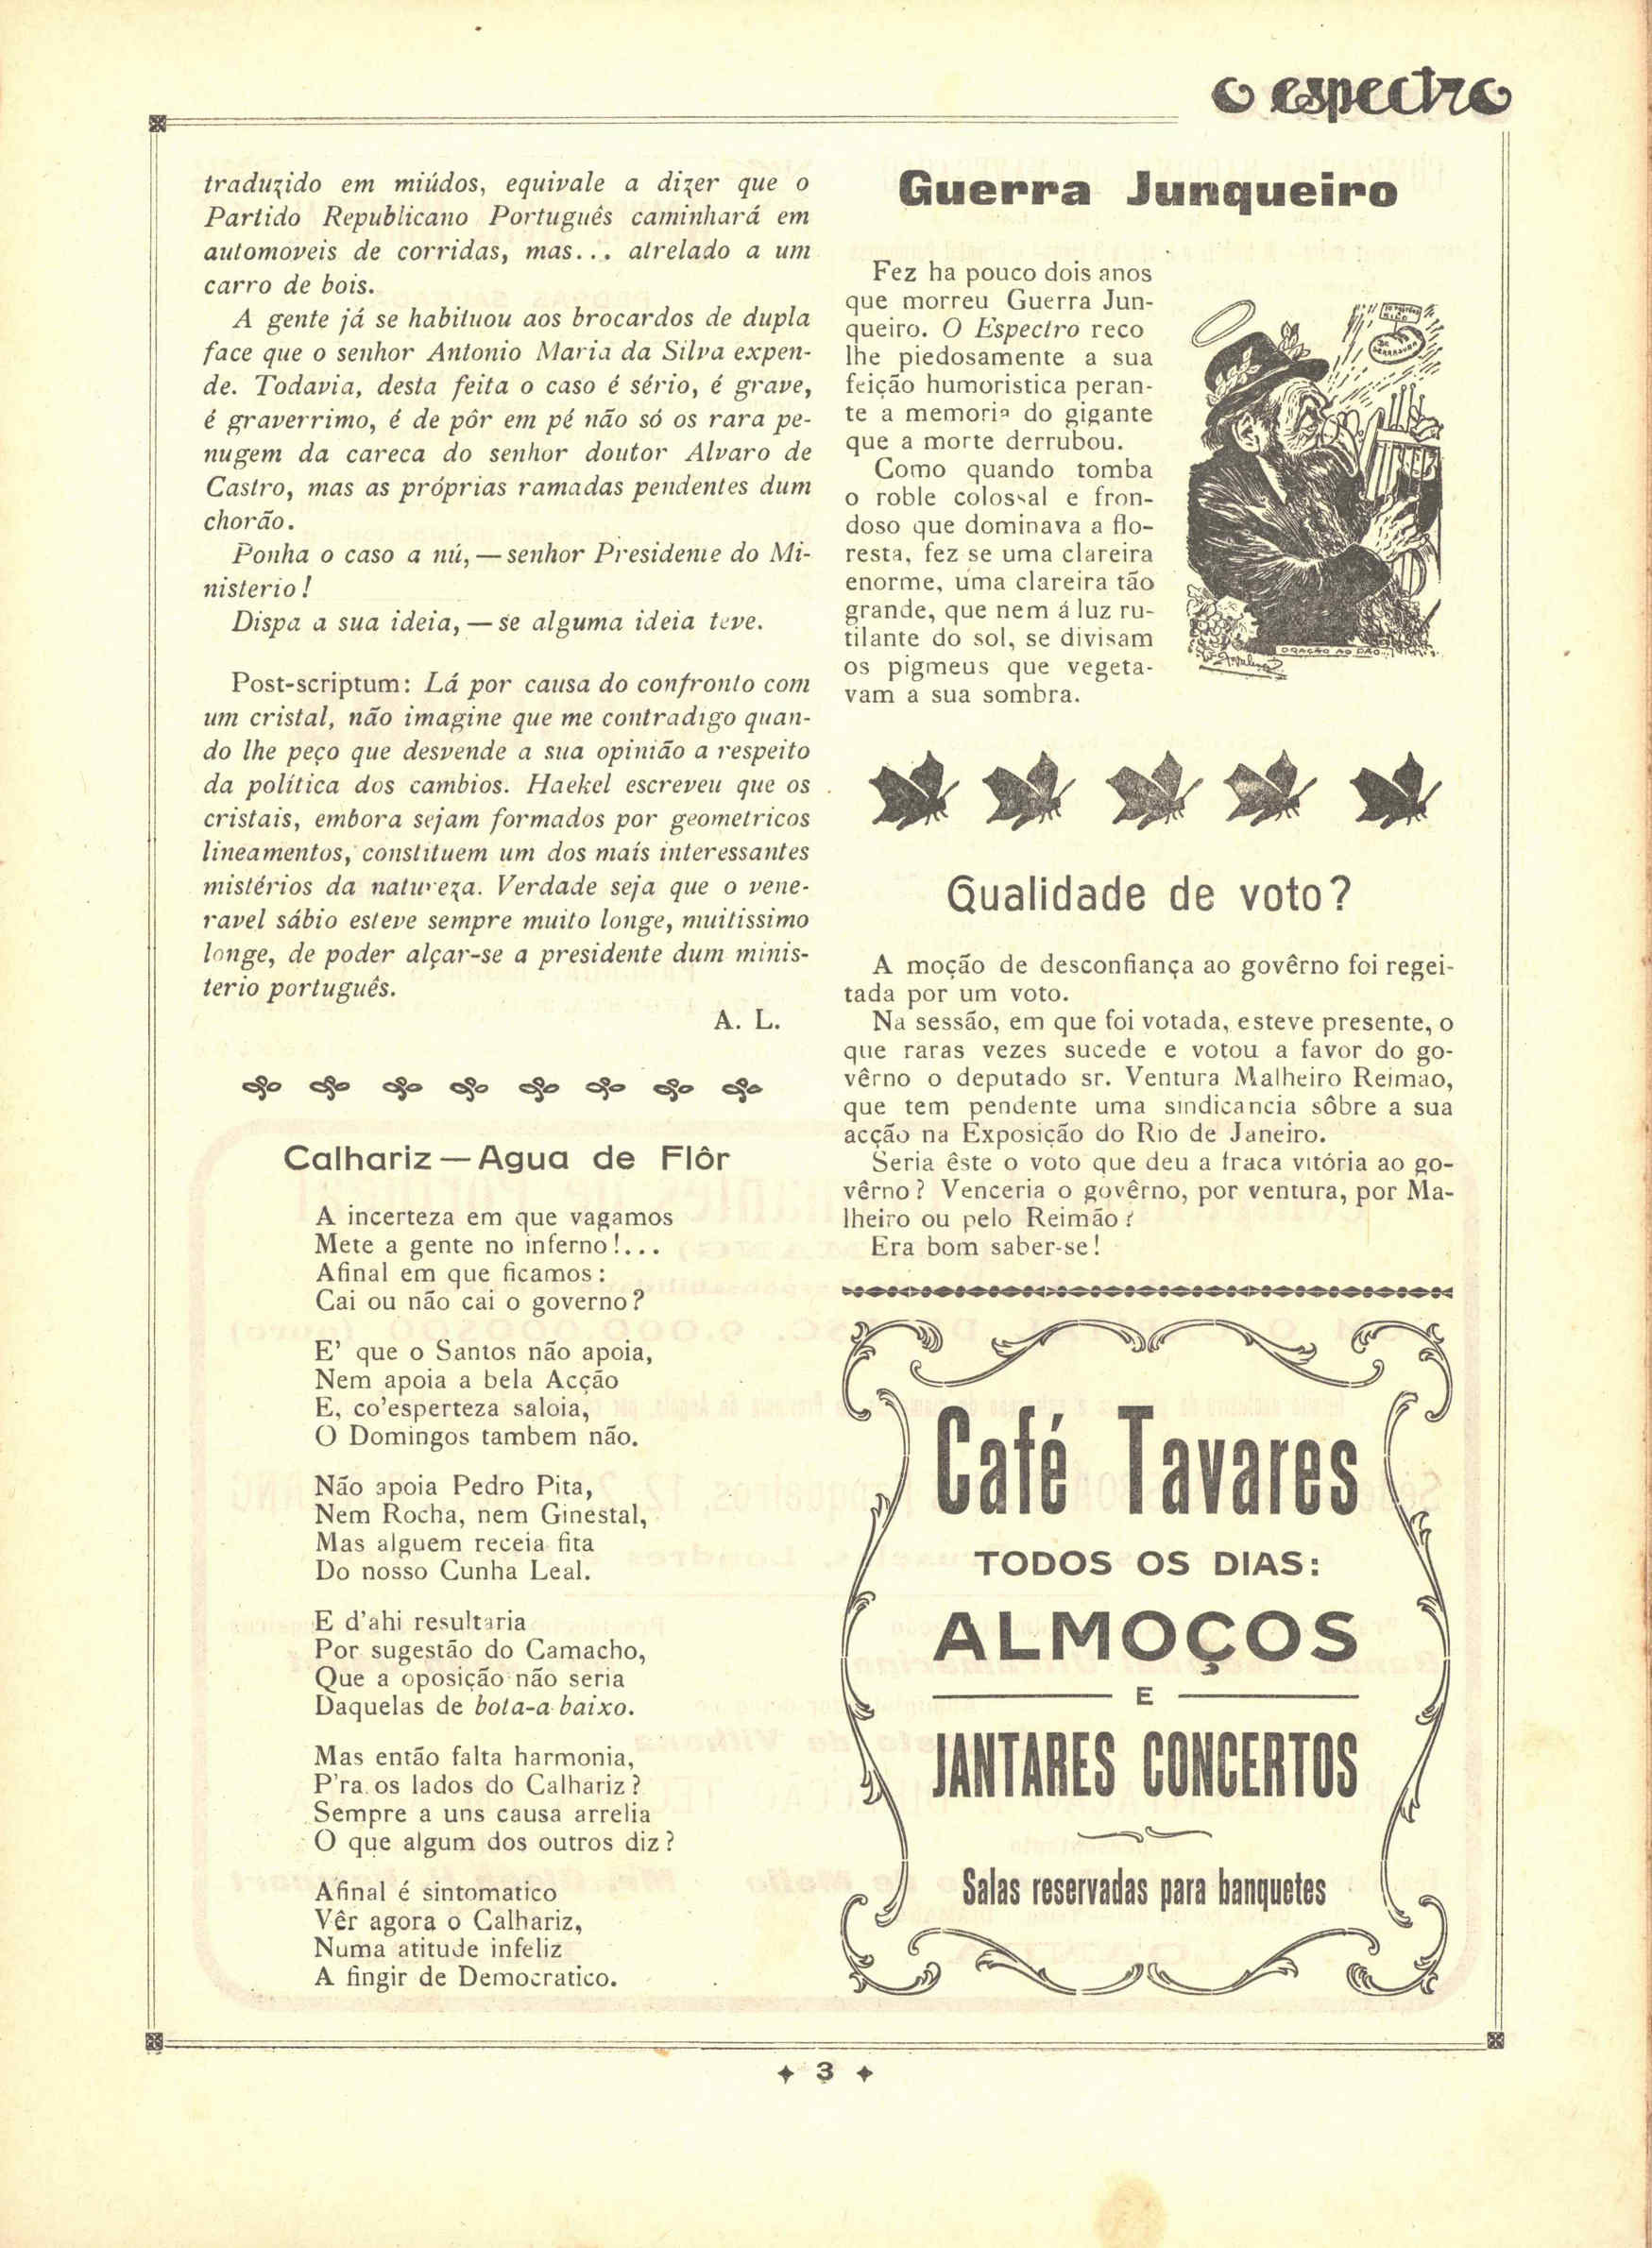 o espectro
traduzido em miúdos, equivale a dizer que o
Partido Republicano Português caminhará em
automoveis de corridas, mas... atrelado a um
carro de bois.
A gente já se habituou aos brocardos de dupla
face que o senhor Antonio Maria da Silva expen-
de. Todavia, desta feita o caso é sério, é grave,
é graverrimo, é de pôr em pé não só os rara pe-
nugem da careca do senhor doutor Alvaro de
Castro, mas as próprias ramadas pendentes dum
chorão.
Ponha o caso a nú, — senhor Presidente do Mi-
nisterio!
Dispa a sua ideia, — se alguma ideia teve.
Post-scriptum: Lá por causa do confronto com
um cristal, não imagine que me contradigo quan-
do lhe peço que desvende a sua opinião a respeito
da política dos cambios. Haekel escreveu que os
cristais, embora sejam formados por geometricos
lineamentos, constituem um dos mais interessantes
mistérios da natureza. Verdade seja que o vene-
ravel sábio esteve sempre muito longe, muitissimo
longe, de poder alçar-se a presidente dum minis-
terio português.
A. L.
Calhariz — Agua de Flôr
A incerteza em que vagamos
Mete a gente no inferno!...
Afinal em que ficamos:
Cai ou não cai o governo?
E' que o Santos não apoia,
Nem apoia a bela Acção
E, co'esperteza saloia,
O Domingos tambem não.
Não apoia Pedro Pita,
Nem Rocha, nem Ginestal,
Mas alguem receia fita
Do nosso Cunha Leal.
E d'ahi resultaria
Por sugestão do Camacho,
Que a oposição não seria
Daquelas de bota-a-baixo.
Mas então falta harmonia,
P'ra os lados do Calhariz?
Sempre a uns causa arrelia
O que algum dos outros diz?
Afinal é sintomatico
Vêr agora o Calhariz,
Numa atitude infeliz
A fingir de Democratico.
Guerra Junqueiro
Fez ha pouco dois anos
que morreu Guerra Jun-
queiro. O Espectro reco
lhe piedosamente a sua
feição humoristica peran-
te a memoria do gigante
que a morte derrubou.
Como quando tomba
o roble colossal e fron-
doso que dominava a flo-
resta, fez se uma clareira
enorme, uma clareira tão
grande, que nem á luz ru-
tilante do sol, se divisam
os pigmeus que vegeta-
vam a sua sombra.
ORAÇÃO AO PÃO
Qualidade de voto?
A moção de desconfiança ao govêrno foi regei-
tada por um voto.
Na sessão, em que foi votada, esteve presente, o
que raras vezes sucede e votou a favor do go-
vêrno o deputado sr. Ventura Malheiro Reimao,
que tem pendente uma sindicancia sôbre a sua
acção na Exposição do Rio de Janeiro.
Seria êste o voto que deu a fraca vitória ao go-
vêrno? Venceria o govêrno, por ventura, por Ma-
lheiro ou pelo Reimão?
Era bom saber-se!
Café Tavares
TODOS OS DIAS:
ALMOÇOS
E
JANTARES CONCERTOS
Salas reservadas para banquetes
3